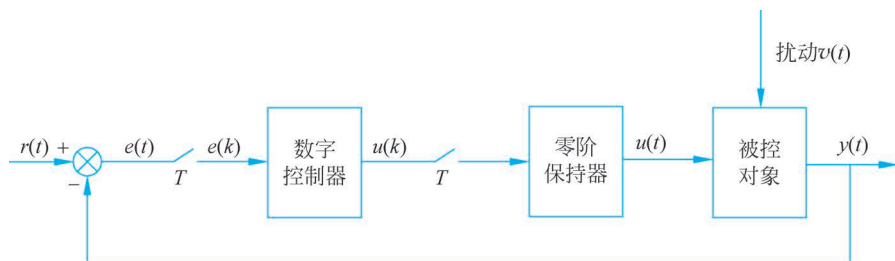 扰动v(t)
r(t)
+
−
e(t)
T
e(k)
数字
控制器
u(k)
T
零阶
保持器
u(t)
被控
对象
y(t)